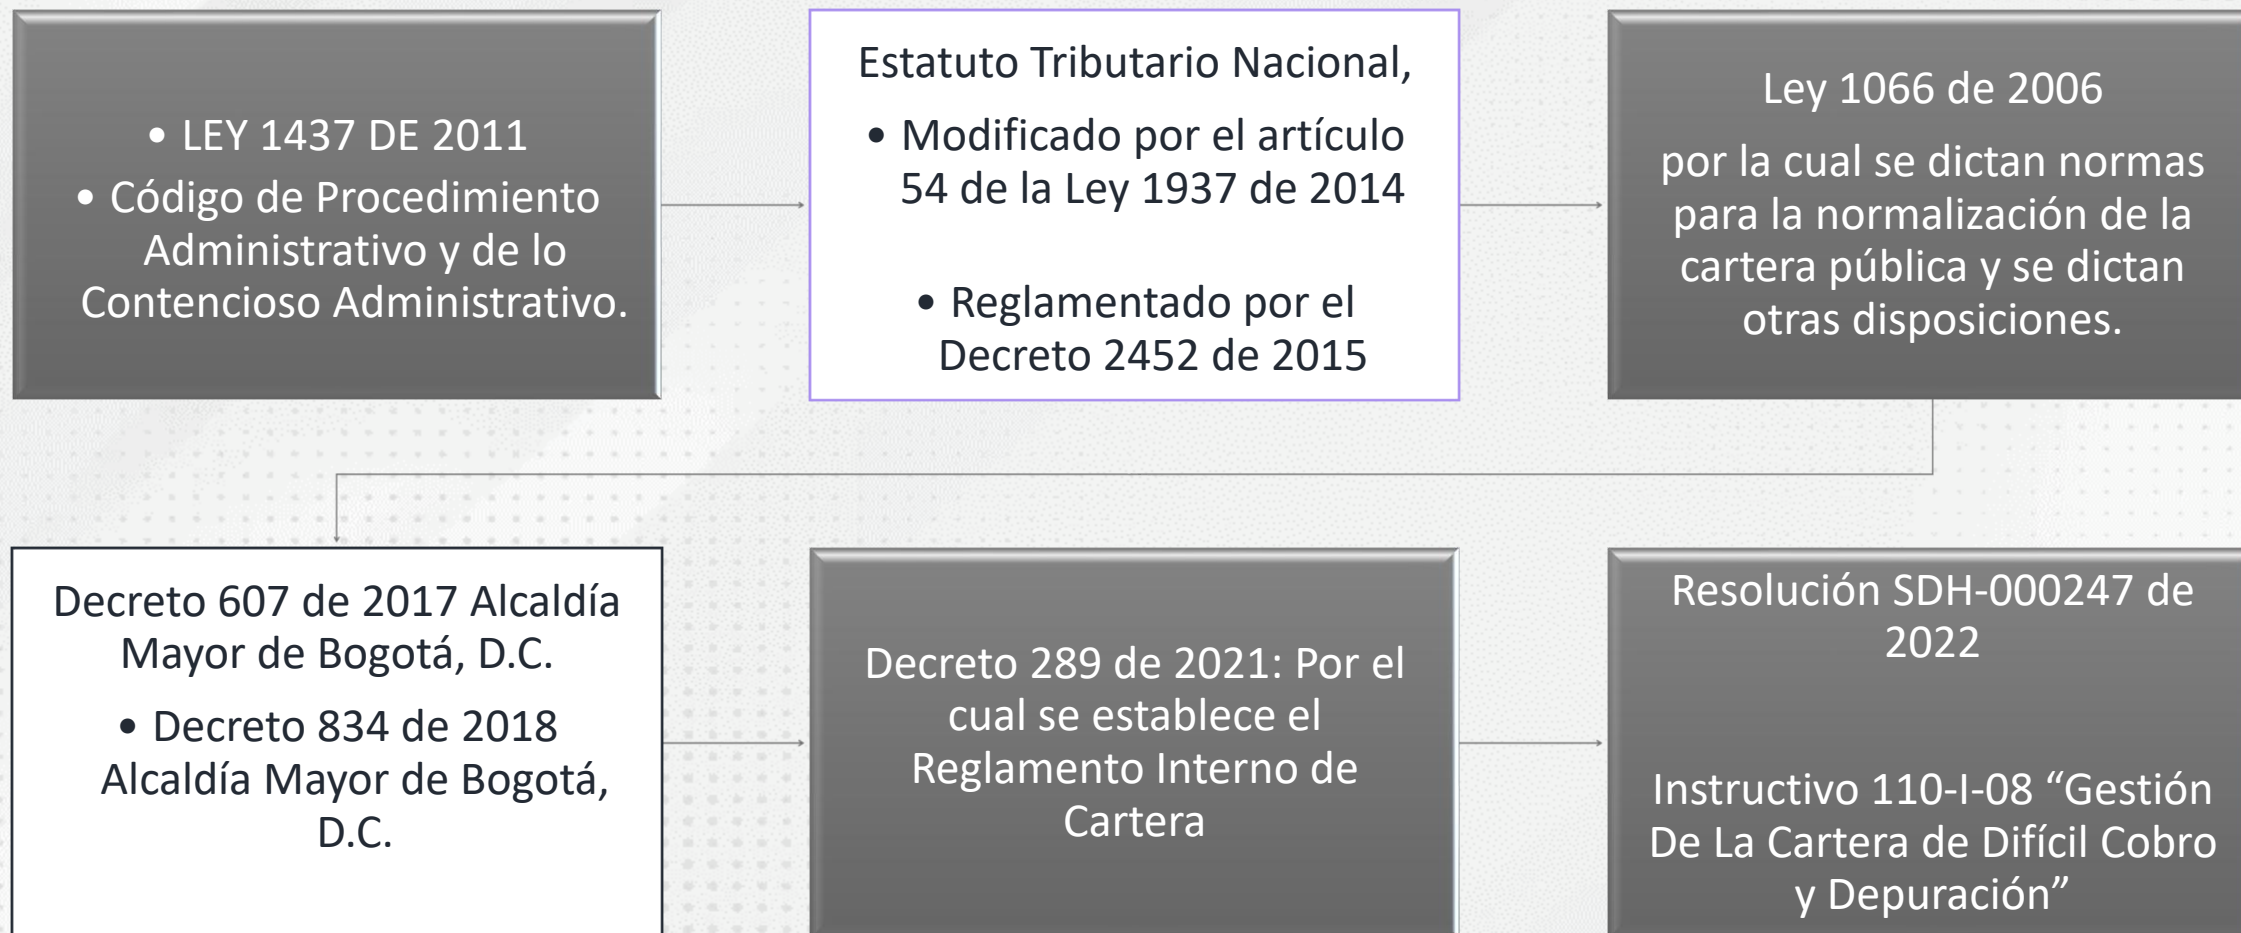 • LEY 1437 DE 2011
• Código de Procedimiento
Administrativo y de lo
Contencioso Administrativo.
Estatuto Tributario Nacional,
• Modificado por el artículo
54 de la Ley 1937 de 2014
• Reglamentado por el
Decreto 2452 de 2015
Ley 1066 de 2006
por la cual se dictan normas
para la normalización de la
cartera pública y se dictan
otras disposiciones.
Decreto 607 de 2017 Alcaldía
Mayor de Bogotá, D.C.
• Decreto 834 de 2018
Alcaldía Mayor de Bogotá,
D.C.
Decreto 289 de 2021: Por el
cual se establece el
Reglamento Interno de
Cartera
Resolución SDH-000247 de
2022
Instructivo 110-I-08 “Gestión
De La Cartera de Difícil Cobro
y Depuración”